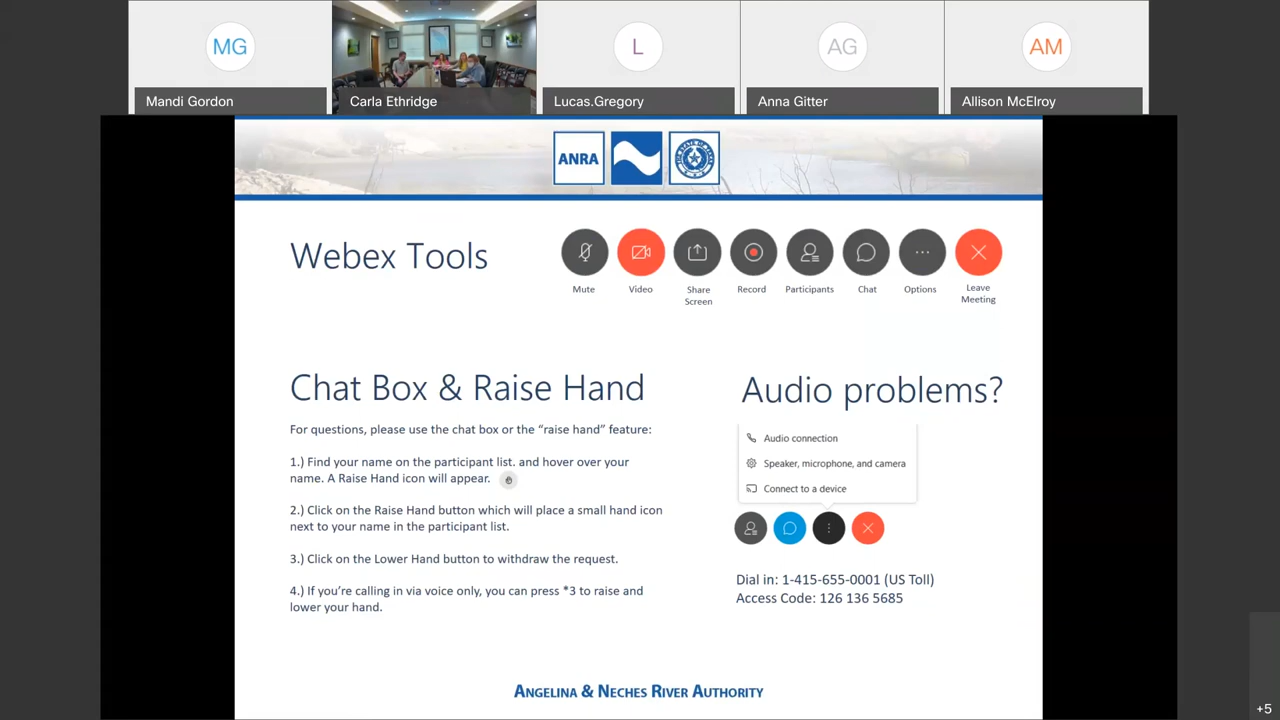 MG
L
AG
AM
Mandi Gordon
Carla Ethridge
Lucas.Gregory
Anna Gitter
Allison McElroy
ANRA
Webex Tools
Mute
Video
Share
Screen
Record
Participants
Chat
Options
Leave
Meeting
Chat Box & Raise Hand
For questions, please use the chat box or the “raise hand” feature:
1.) Find your name on the participant list. and hover over your
name. A Raise Hand icon will appear.
2.) Click on the Raise Hand button which will place a small hand icon
next to your name in the participant list.
3.) Click on the Lower Hand button to withdraw the request.
4.) If you’re calling in via voice only, you can press *3 to raise and
lower your hand.
Audio problems?
Audio connection
Speaker, microphone, and camera
Connect to a device
Dial in: 1-415-655-0001 (US Toll)
Access Code: 126 136 5685
ANGELINA & NECHES RIVER AUTHORITY
+5